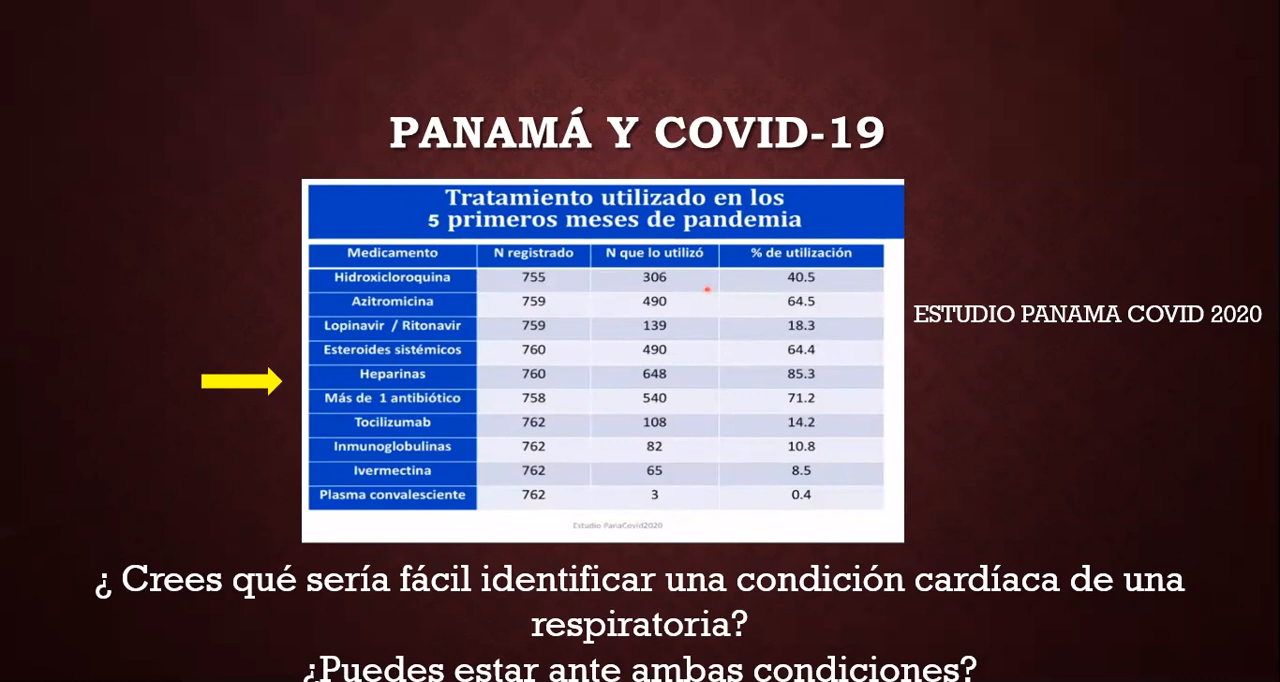 PANAMÁ Y COVID-19
Tratamiento utilizado en los
5 primeros meses de pandemia
Medicamento N registrado N que lo utilizó % de utilización
Hidroxicloroquina 755 306 40.5
Azitromicina 759 490 64.5
Lopinavir / Ritonavir 759 139 18.3
Esteroides sistémicos 760 490 64.4
Heparinas 760 648 85.3
Más de 1 antibiótico 758 540 71.2
Tocilizumab 762 108 14.2
Inmunoglobulinas 762 82 10.8
Ivermectina 762 65 8.5
Plasma convalesciente 762 3 0.4
Estudio PanaCovid2020
ESTUDIO PANAMA COVID 2020
¿ Crees qué sería fácil identificar una condición cardíaca de una
respiratoria?
¿Puedes estar ante ambas condiciones?